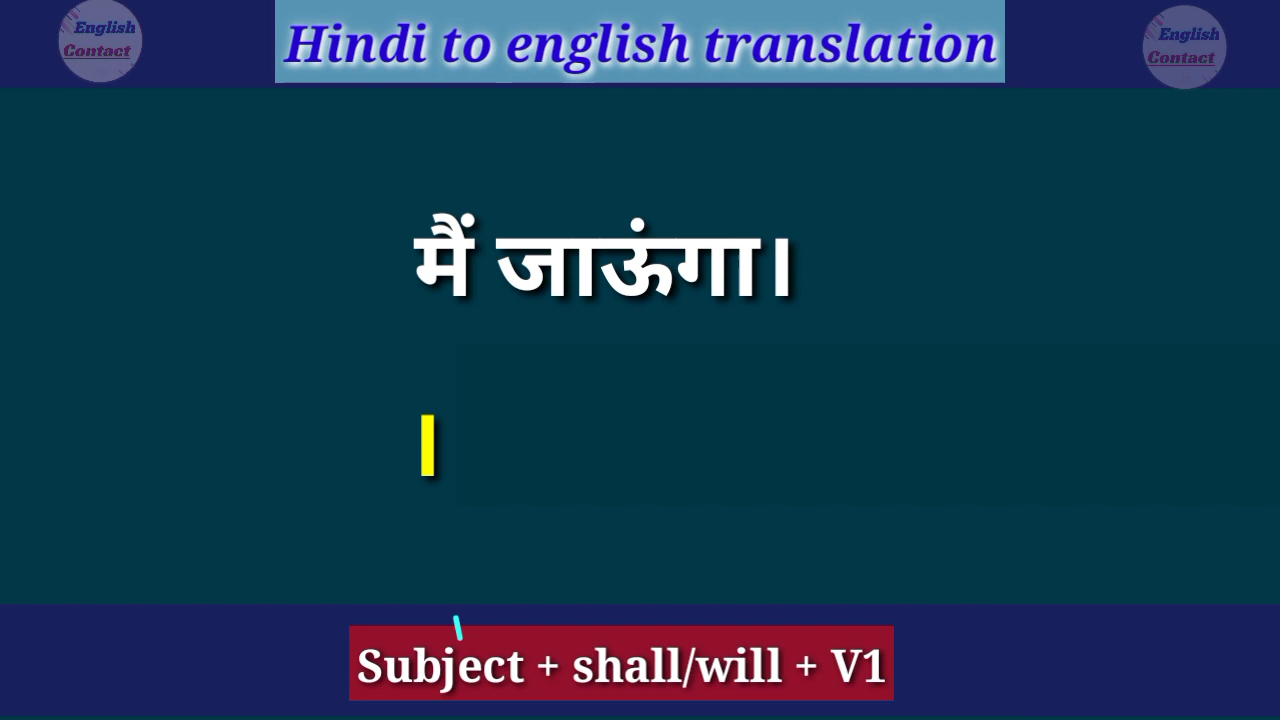 English
Contact
Hindi to english translation
English
Contact
मैं जाऊंगा।
I
Subject + shall/will + V1